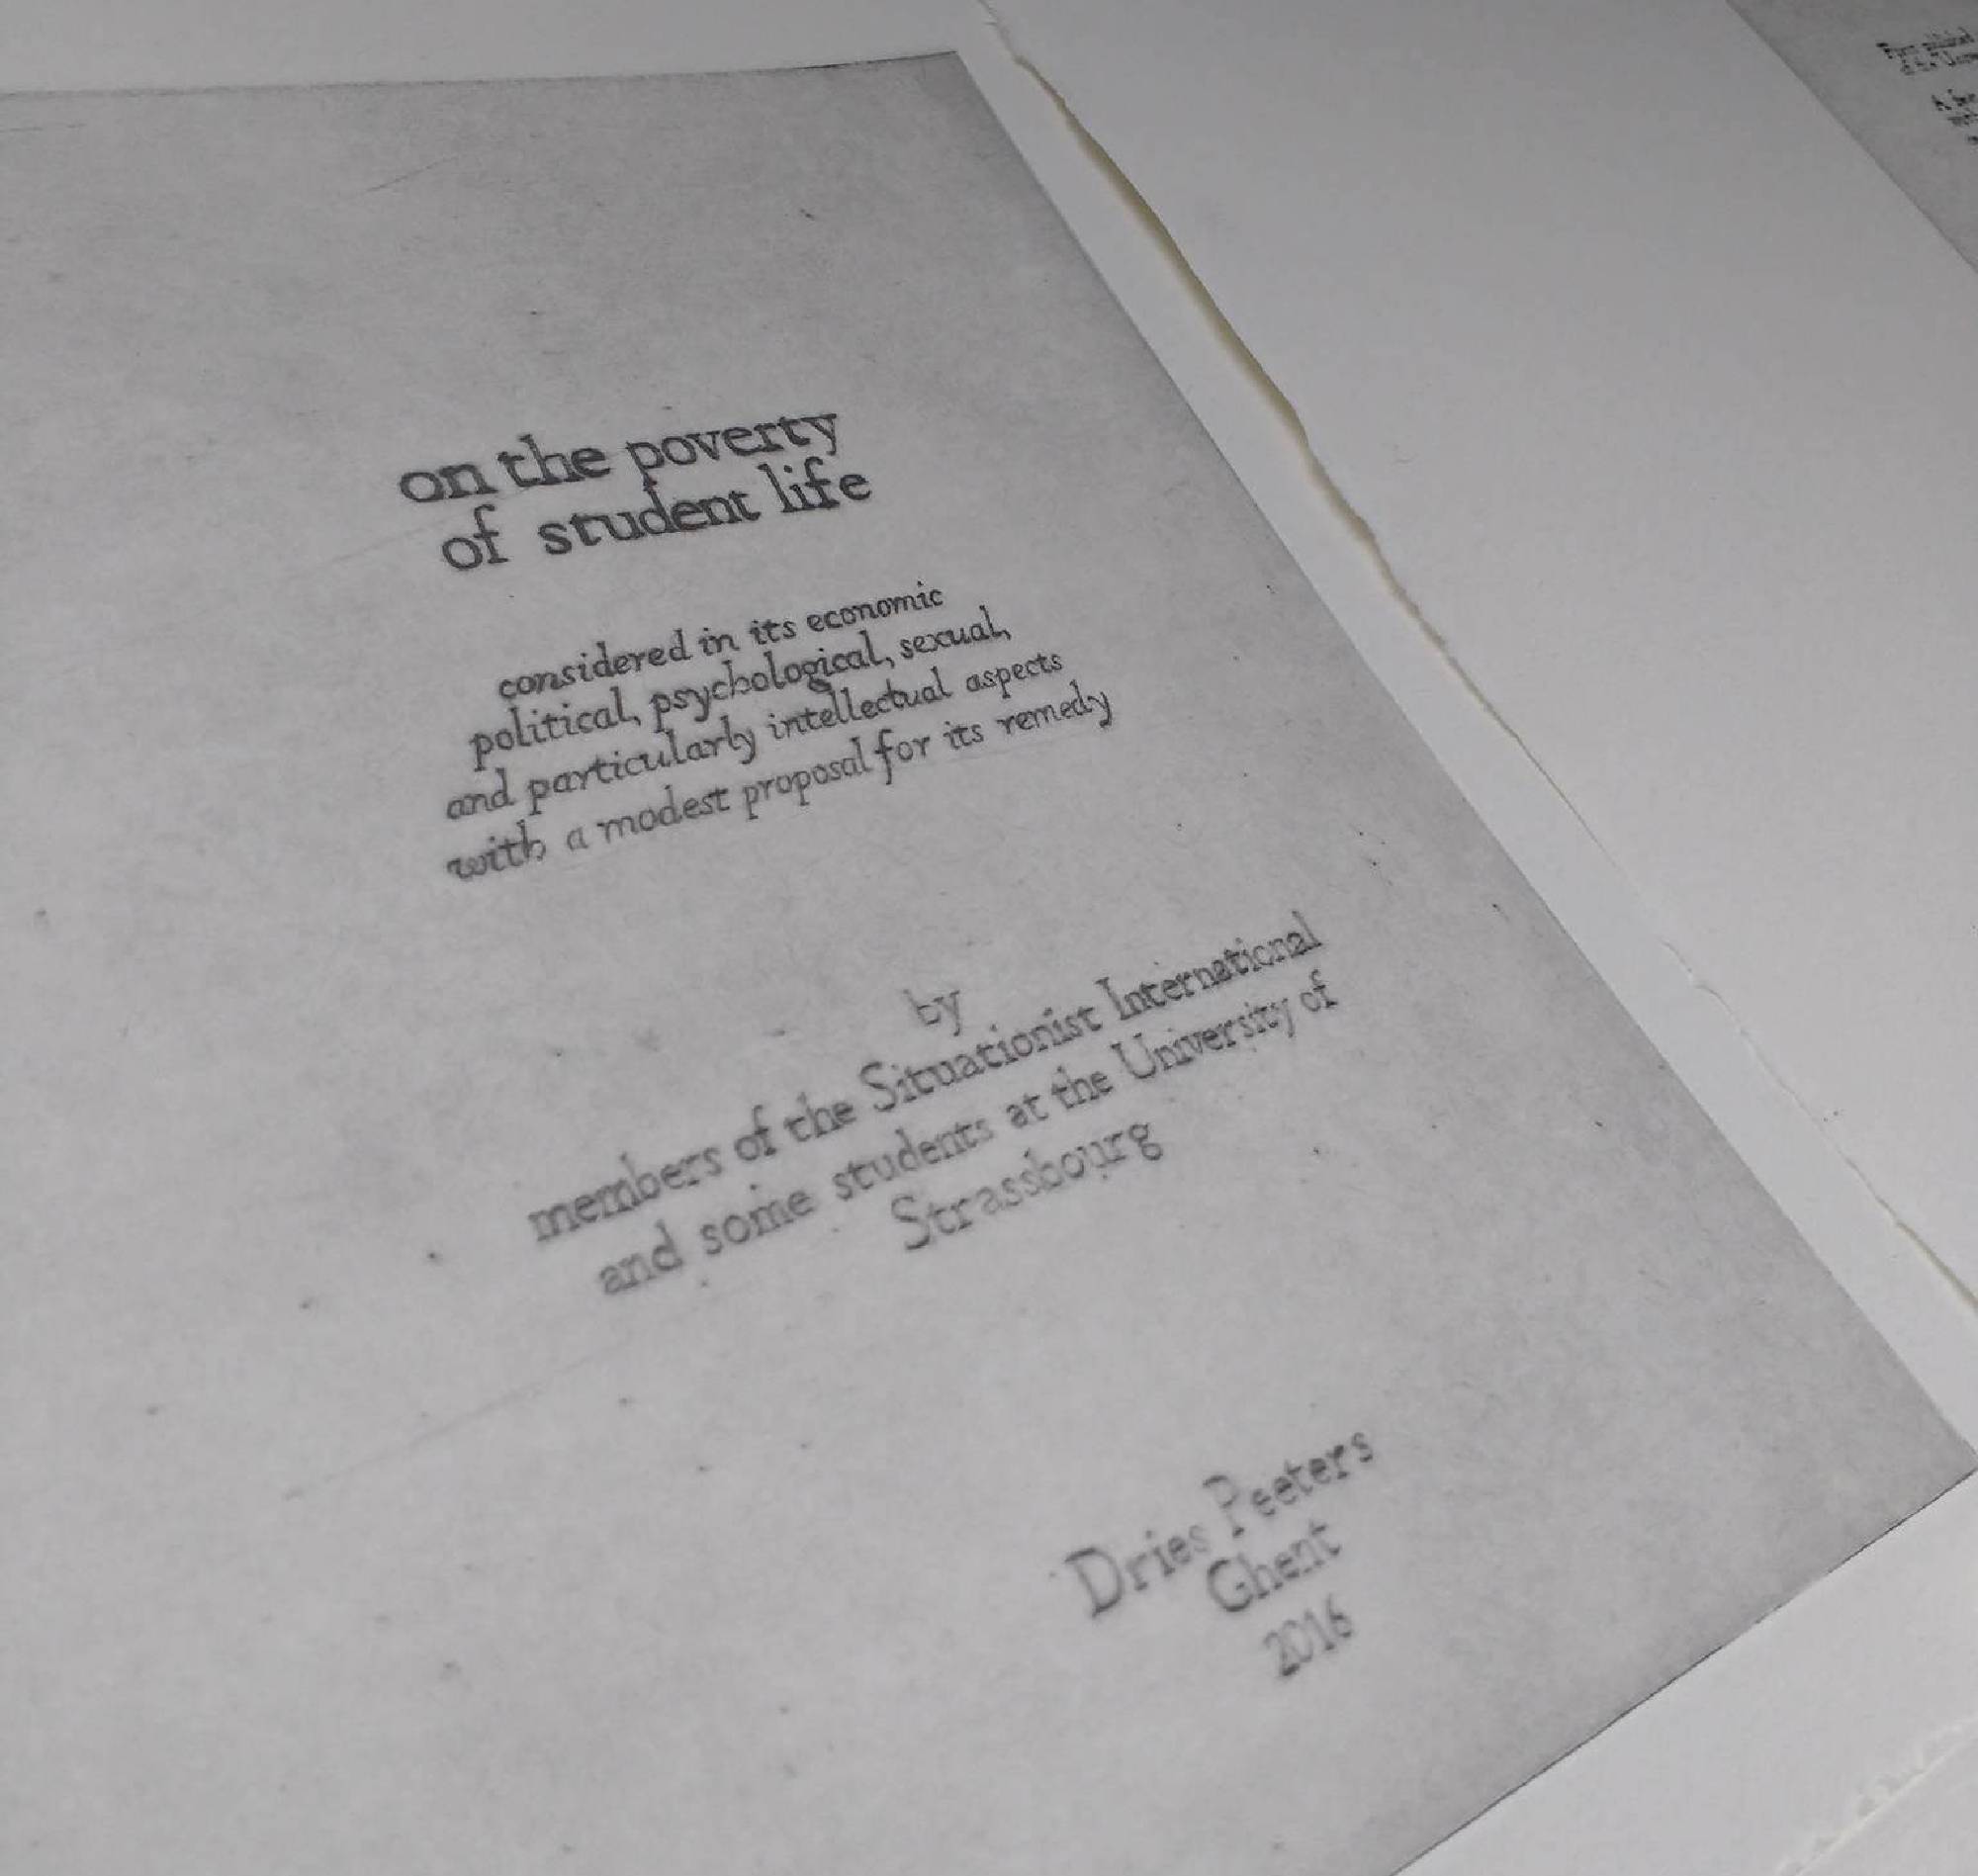 on the poverty
of student life
considered in its economic
political, psychological, sexual,
and particularly intellectual aspects
with a modest proposal for its remedy
by
members of the Situationist International
and some students at the University of
Strassbourg
Dries Peeters
Ghent
2016